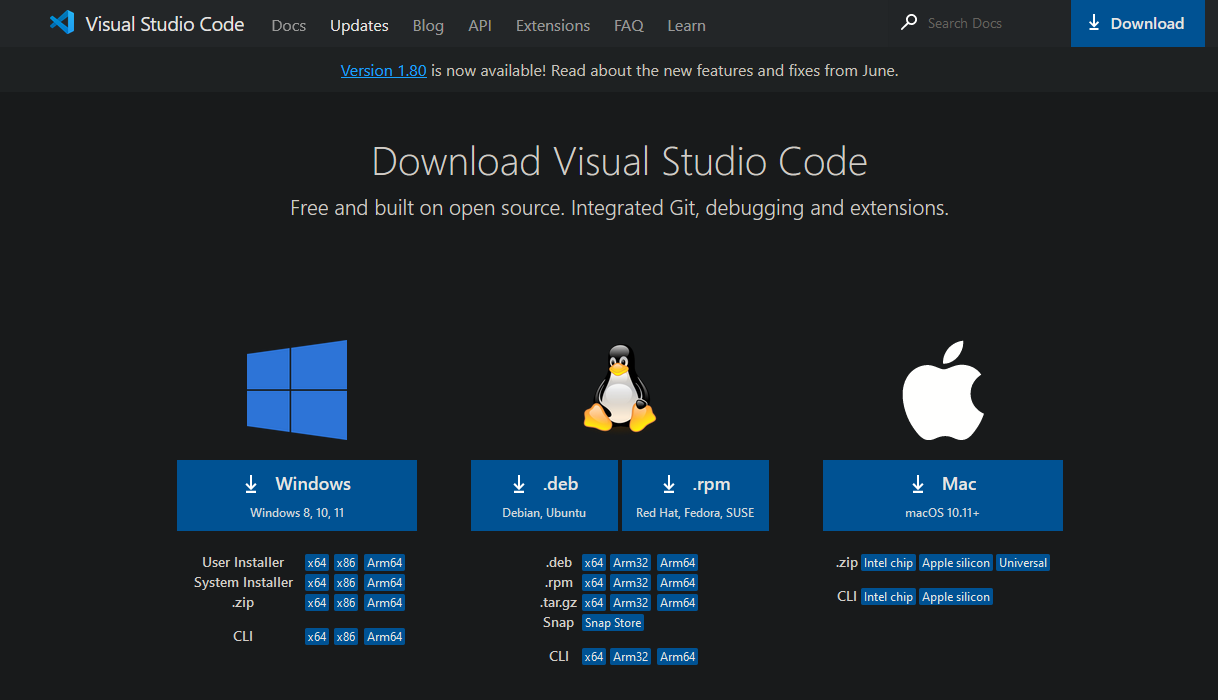 Visual Studio Code Docs Updates Blog API Extensions FAQ Learn Search Docs Download
Version 1.80 is now available! Read about the new features and fixes from June.
Download Visual Studio Code
Free and built on open source. Integrated Git, debugging and extensions.
Windows
Windows 8, 10, 11
User Installer x64 x86 Arm64
System Installer x64 x86 Arm64
.zip x64 x86 Arm64
CLI x64 x86 Arm64
.deb
Debian, Ubuntu
.rpm
Red Hat, Fedora, SUSE
.deb x64 Arm32 Arm64
.rpm x64 Arm32 Arm64
.tar.gz x64 Arm32 Arm64
Snap Snap Store
CLI x64 Arm32 Arm64
Mac
macOS 10.11+
.zip Intel chip Apple silicon Universal
CLI Intel chip Apple silicon